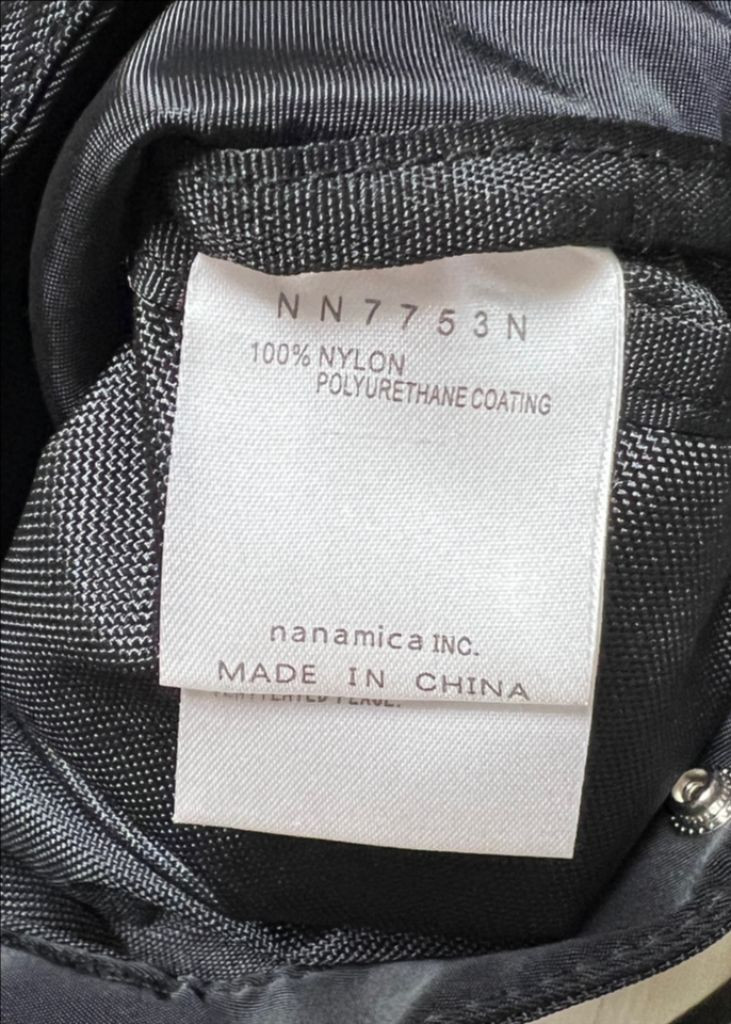 NN7753N
100% NYLON
POLYURETHANE COATING
nanamica INC.
MADE IN CHINA